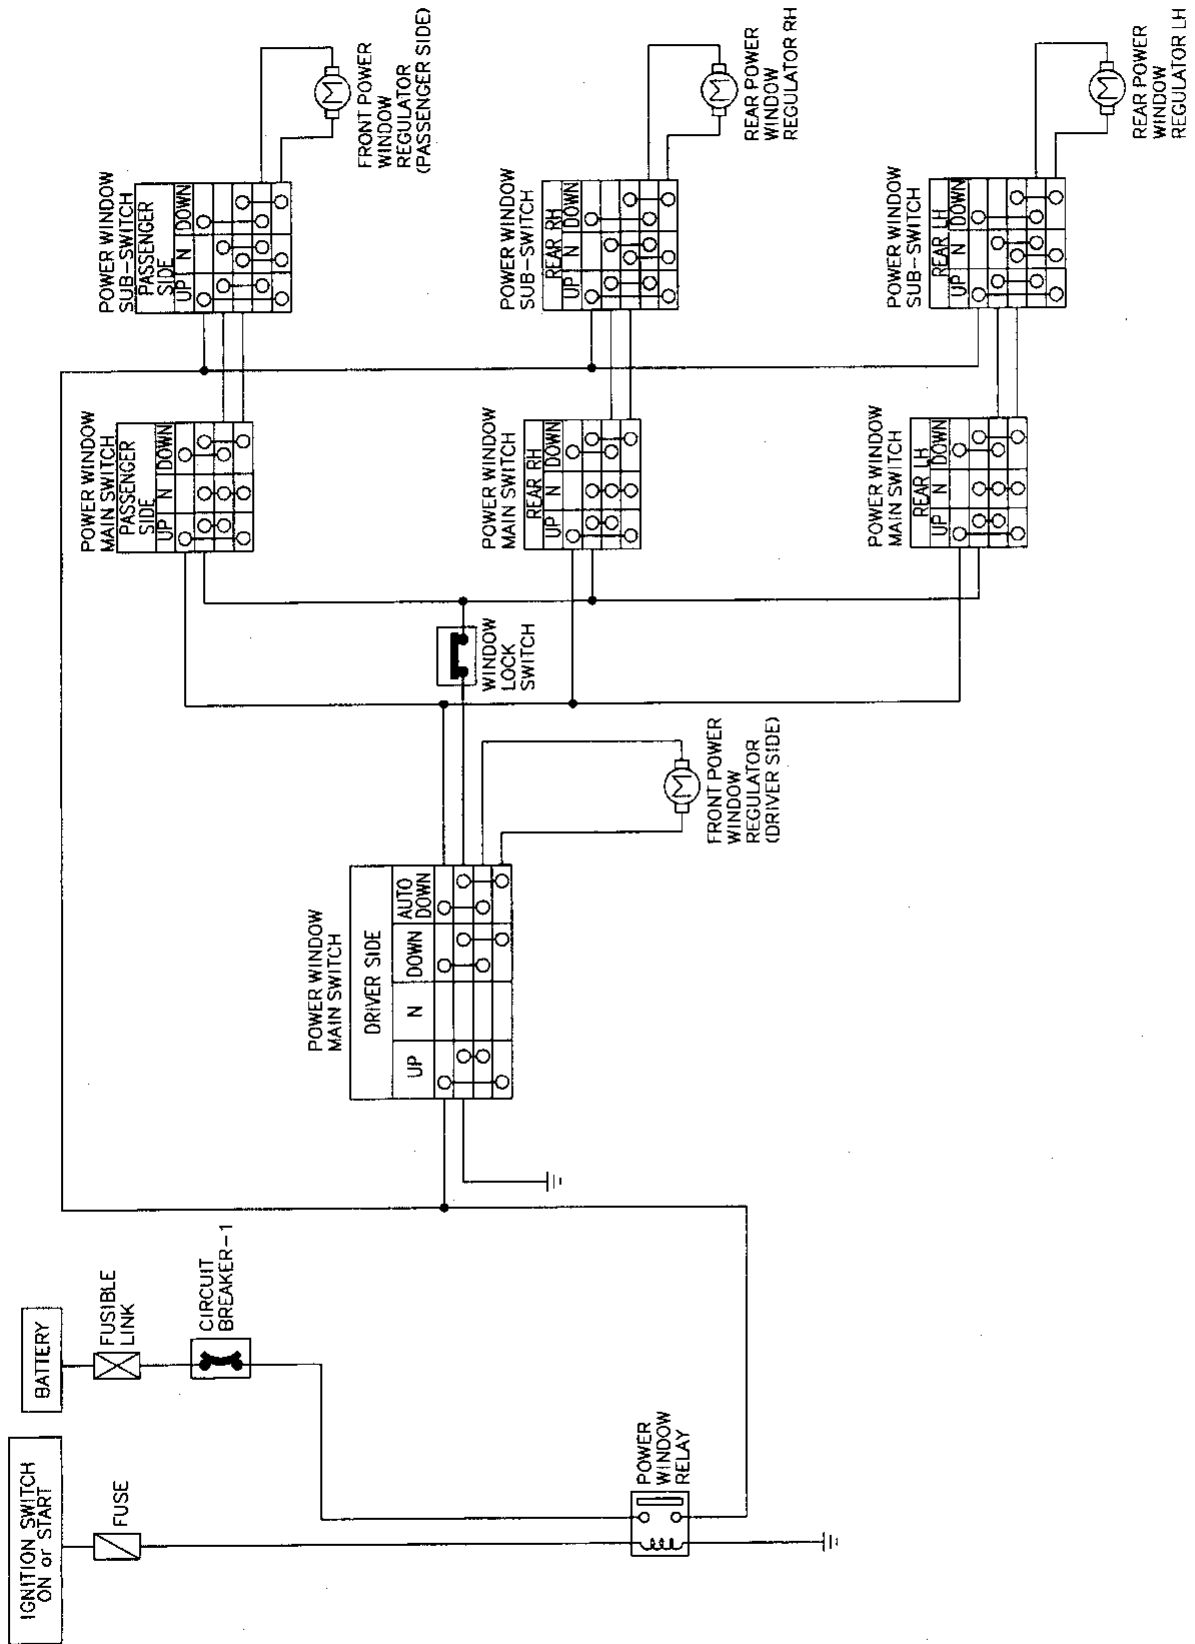 IGNITION SWITCH
ON or START
BATTERY
FUSE
FUSIBLE
LINK
CIRCUIT
BREAKER-1
POWER
WINDOW
RELAY
POWER WINDOW
MAIN SWITCH
DRIVER SIDE
UP N DOWN AUTO
DOWN
FRONT POWER
WINDOW
REGULATOR
(DRIVER SIDE)
M
WINDOW
LOCK
SWITCH
POWER WINDOW
MAIN SWITCH
PASSENGER
SIDE
UP N DOWN
POWER WINDOW
MAIN SWITCH
REAR RH
UP N DOWN
POWER WINDOW
MAIN SWITCH
REAR LH
UP N DOWN
POWER WINDOW
SUB-SWITCH
PASSENGER
SIDE
UP N DOWN
POWER WINDOW
SUB-SWITCH
REAR RH
UP N DOWN
POWER WINDOW
SUB-SWITCH
REAR LH
UP N DOWN
M
FRONT POWER
WINDOW
REGULATOR
(PASSENGER SIDE)
M
REAR POWER
WINDOW
REGULATOR RH
M
REAR POWER
WINDOW
REGULATOR LH